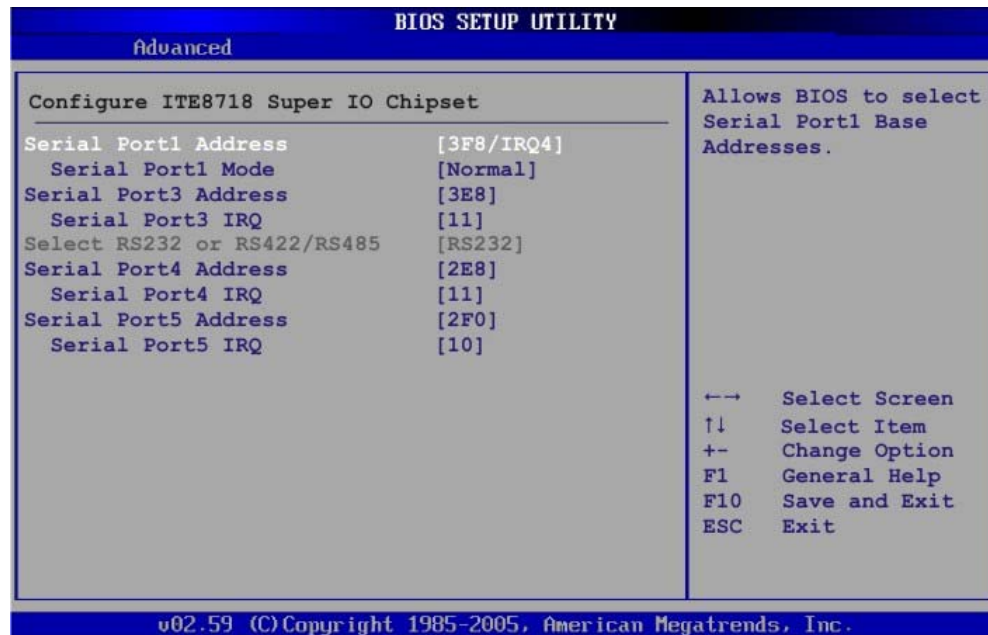 BIOS SETUP UTILITY
Advanced
Configure ITE8718 Super IO Chipset
Serial Port1 Address [3F8/IRQ4]
Serial Port1 Mode [Normal]
Serial Port3 Address [3E8]
Serial Port3 IRQ [11]
Select RS232 or RS422/RS485 [RS232]
Serial Port4 Address [2E8]
Serial Port4 IRQ [11]
Serial Port5 Address [2F0]
Serial Port5 IRQ [10]
Allows BIOS to select
Serial Port1 Base
Addresses.
←→ Select Screen
↑↓ Select Item
+- Change Option
F1 General Help
F10 Save and Exit
ESC Exit
v02.59 (C)Copyright 1985-2005, American Megatrends, Inc.